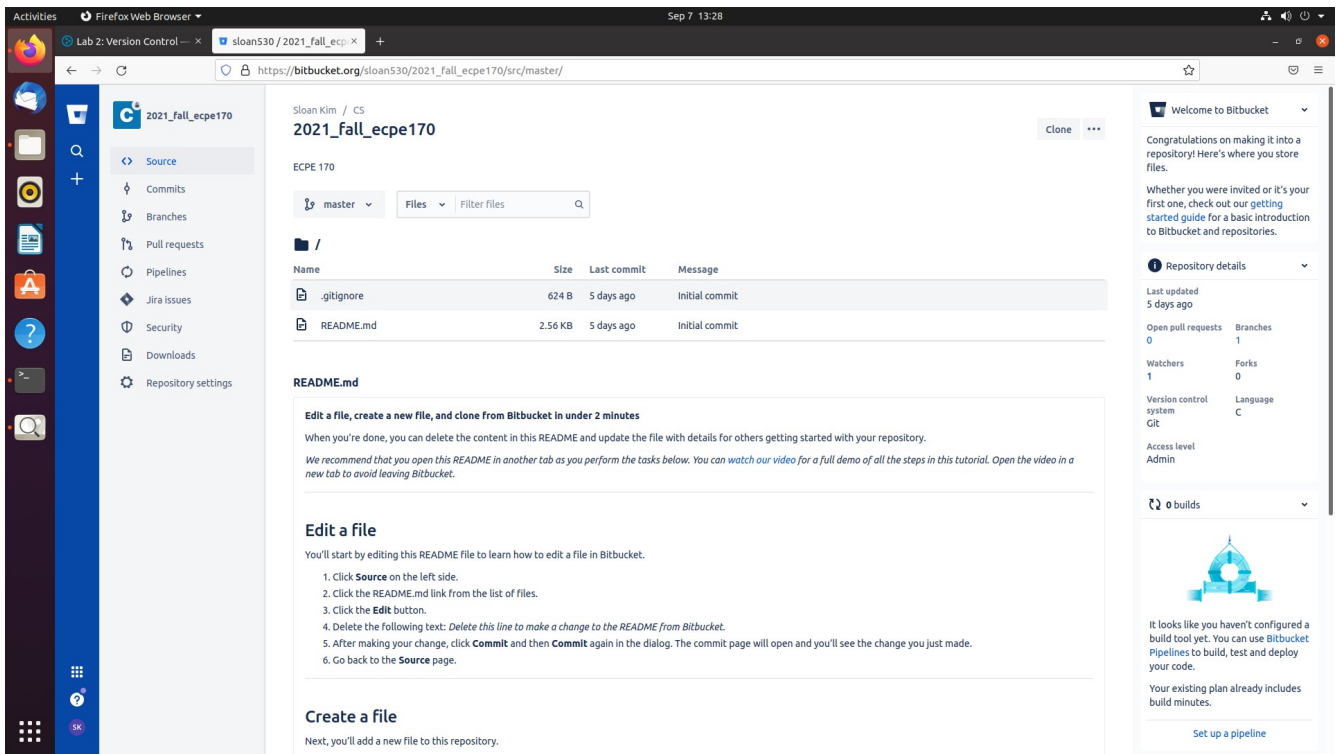 Activities
Firefox Web Browser
Sep 7 13:28
Lab 2: Version Control —
sloan530 / 2021_fall_ecp
https://bitbucket.org/sloan530/2021_fall_ecpe170/src/master/
C
2021_fall_ecpe170
Source
Commits
Branches
Pull requests
Pipelines
Jira issues
Security
Downloads
Repository settings
SK
Sloan Kim / CS
2021_fall_ecpe170
Clone
ECPE 170
master
Files
Filter files
/
Name Size Last commit Message
.gitignore 624 B 5 days ago Initial commit
README.md 2.56 KB 5 days ago Initial commit
README.md
Edit a file, create a new file, and clone from Bitbucket in under 2 minutes
When you're done, you can delete the content in this README and update the file with details for others getting started with your repository.
We recommend that you open this README in another tab as you perform the tasks below. You can watch our video for a full demo of all the steps in this tutorial. Open the video in a
new tab to avoid leaving Bitbucket.
Edit a file
You'll start by editing this README file to learn how to edit a file in Bitbucket.
1. Click Source on the left side.
2. Click the README.md link from the list of files.
3. Click the Edit button.
4. Delete the following text: Delete this line to make a change to the README from Bitbucket.
5. After making your change, click Commit and then Commit again in the dialog. The commit page will open and you'll see the change you just made.
6. Go back to the Source page.
Create a file
Next, you'll add a new file to this repository.
Welcome to Bitbucket
Congratulations on making it into a
repository! Here's where you store
files.
Whether you were invited or it's your
first one, check out our getting
started guide for a basic introduction
to Bitbucket and repositories.
Repository details
Last updated
5 days ago
Open pull requests Branches
0 1
Watchers Forks
1 0
Version control Language
system C
Git
Access level
Admin
0 builds
It looks like you haven't configured a
build tool yet. You can use Bitbucket
Pipelines to build, test and deploy
your code.
Your existing plan already includes
build minutes.
Set up a pipeline